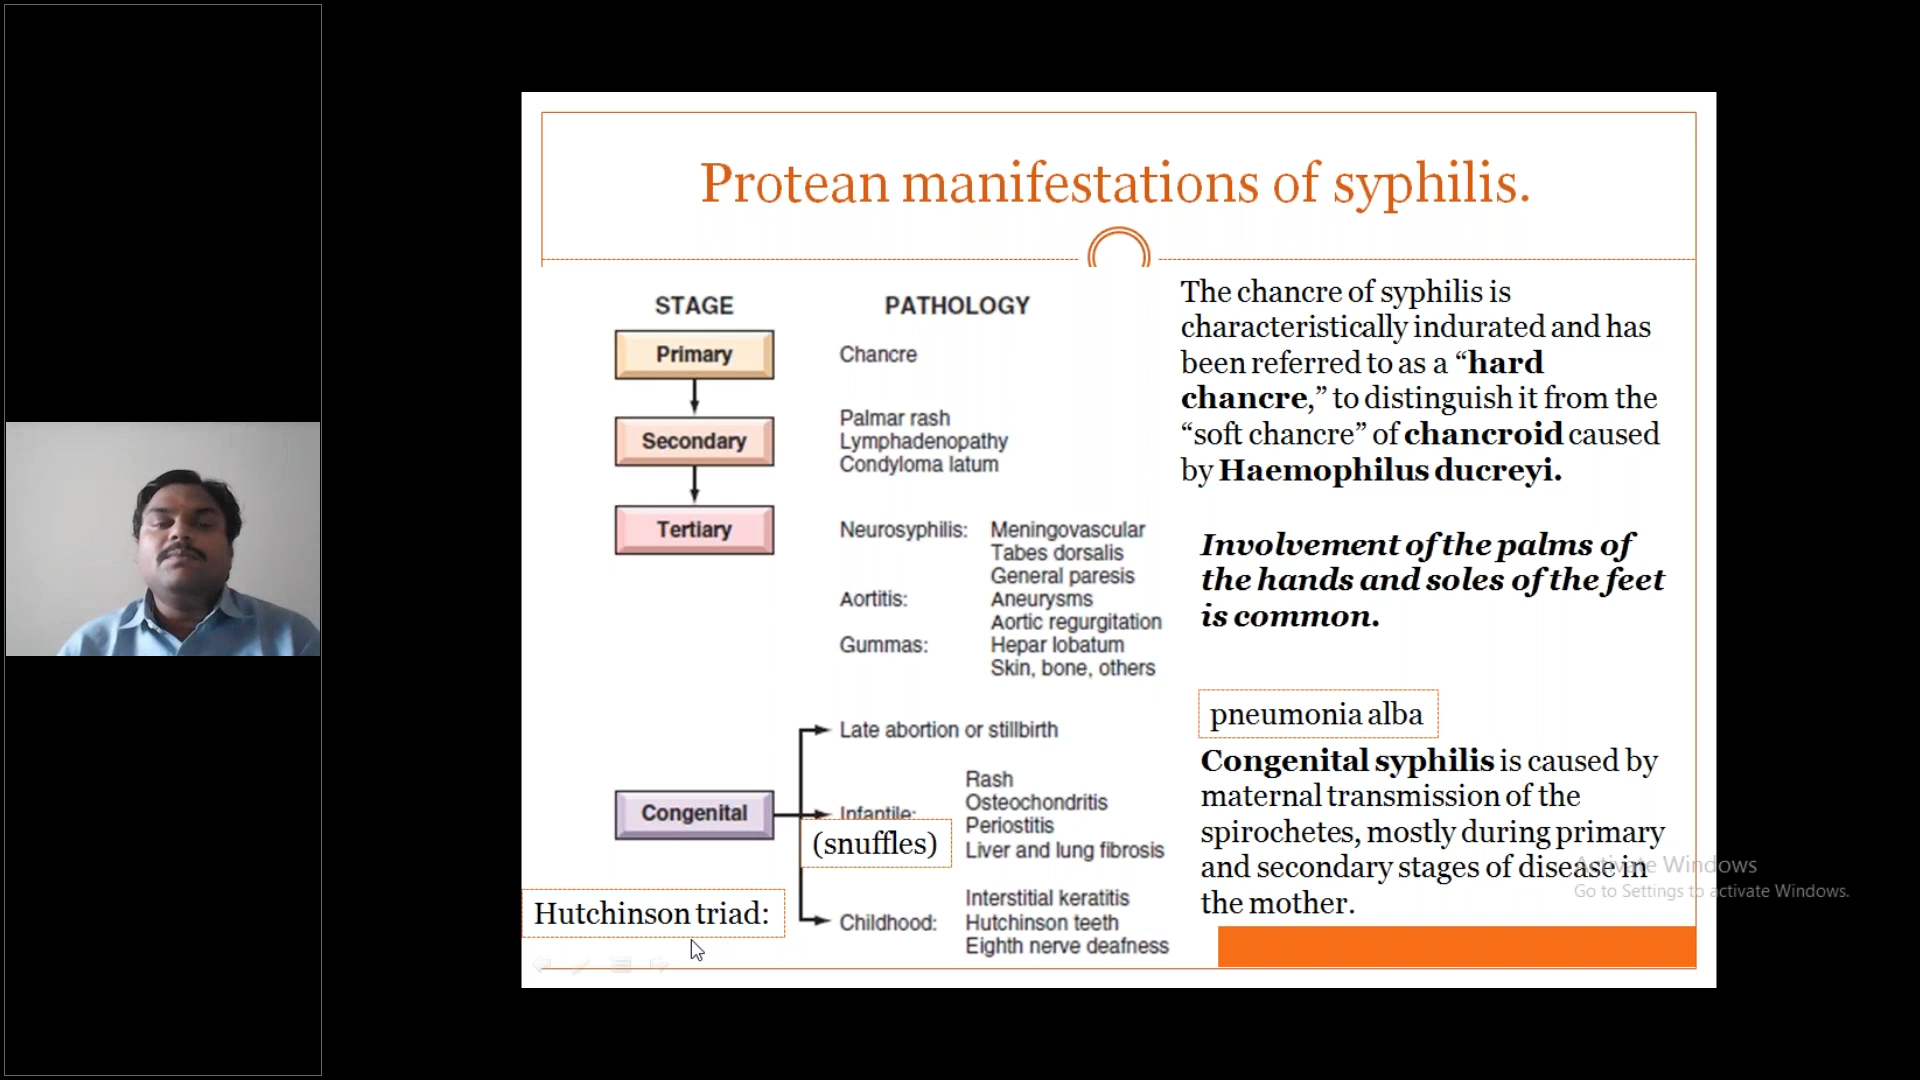 Protean manifestations of syphilis.
STAGE
PATHOLOGY
Primary
Chancre
Secondary
Palmar rash
Lymphadenopathy
Condyloma latum
Tertiary
Neurosyphilis: Meningovascular
Tabes dorsalis
General paresis
Aortitis: Aneurysms
Aortic regurgitation
Gummas: Hepar lobatum
Skin, bone, others
Late abortion or stillbirth
Congenital
Infantile:
(snuffles)
Rash
Osteochondritis
Periostitis
Liver and lung fibrosis
Hutchinson triad:
Childhood:
Interstitial keratitis
Hutchinson teeth
Eighth nerve deafness
The chancre of syphilis is
characteristically indurated and has
been referred to as a “hard
chancre,” to distinguish it from the
“soft chancre” of chancroid caused
by Haemophilus ducreyi.
Involvement of the palms of
the hands and soles of the feet
is common.
pneumonia alba
Congenital syphilis is caused by
maternal transmission of the
spirochetes, mostly during primary
and secondary stages of disease in
the mother.
Activate Windows
Go to Settings to activate Windows.